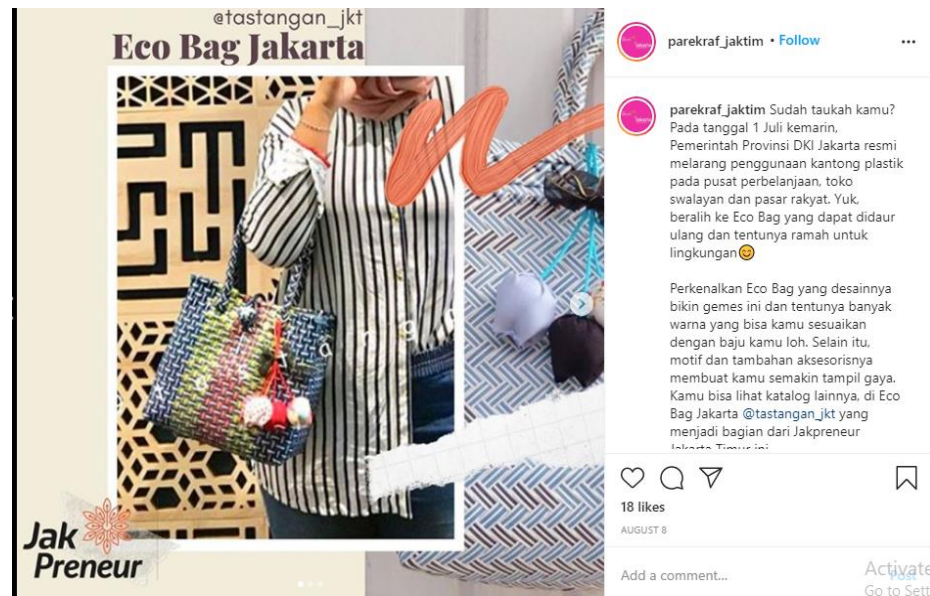 @tastangan_jkt
Eco Bag Jakarta
Jak
Preneur
parekraf_jaktim • Follow
parekraf_jaktim Sudah taukah kamu?
Pada tanggal 1 Juli kemarin,
Pemerintah Provinsi DKI Jakarta resmi
melarang penggunaan kantong plastik
pada pusat perbelanjaan, toko
swalayan dan pasar rakyat. Yuk,
beralih ke Eco Bag yang dapat didaur
ulang dan tentunya ramah untuk
lingkungan😊
Perkenalkan Eco Bag yang desainnya
bikin gemes ini dan tentunya banyak
warna yang bisa kamu sesuaikan
dengan baju kamu loh. Selain itu,
motif dan tambahan aksesorisnya
membuat kamu semakin tampil gaya.
Kamu bisa lihat katalog lainnya, di Eco
Bag Jakarta @tastangan_jkt yang
menjadi bagian dari Jakpreneur
Jakarta Timur ini
18 likes
AUGUST 8
Add a comment...
Post
Activate
Go to Sett